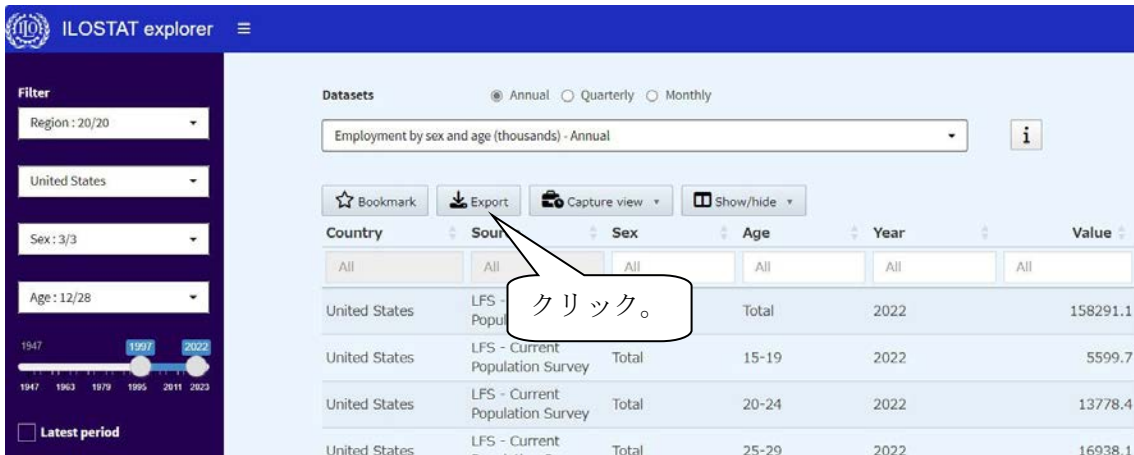 ILOSTAT explorer
Filter
Region : 20/20
United States
Sex : 3/3
Age : 12/28
1947 1997 2022
1947 1963 1979 1995 2011 2023
Latest period
Datasets Annual Quarterly Monthly
Employment by sex and age (thousands) - Annual i
Bookmark Export Capture view Show/hide
Country Sex Age Year Value
All All All All All All
クリック。
United States LFS - Total 2022 158291.1
United States LFS - Current Population Survey Total 15-19 2022 5599.7
United States LFS - Current Population Survey Total 20-24 2022 13778.4
United States LFS - Current Total 25-29 2022 16938.1